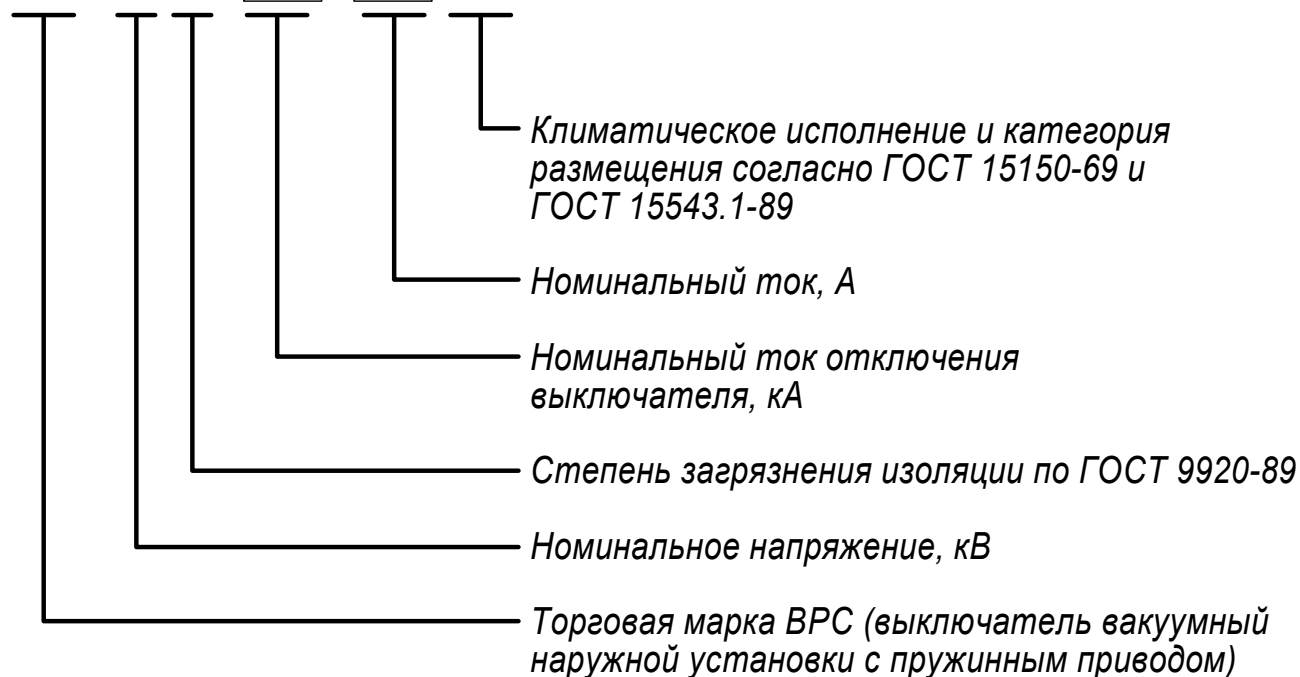 Климатическое исполнение и категория
размещения согласно ГОСТ 15150-69 и
ГОСТ 15543.1-89
Номинальный ток, А
Номинальный ток отключения
выключателя, кА
Степень загрязнения изоляции по ГОСТ 9920-89
Номинальное напряжение, кВ
Торговая марка ВРС (выключатель вакуумный
наружной установки с пружинным приводом)